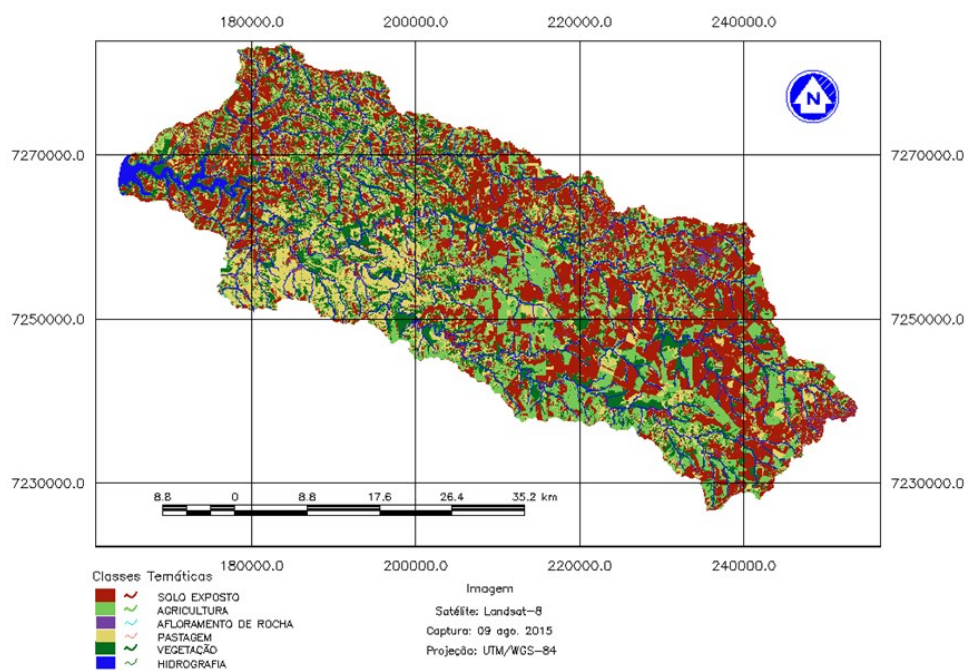 180000.0 200000.0 220000.0 240000.0
N
7270000.0 7270000.0
7250000.0 7250000.0
7230000.0 7230000.0
8.8 0 8.8 17.6 26.4 35.2 km
180000.0 200000.0 220000.0 240000.0
Classes Temáticas
SOLO EXPOSTO
AGRICULTURA
AFLORAMENTO DE ROCHA
PASTAGEM
VEGETAÇÃO
HIDROGRAFIA
Imagem
Satélite: Landsat-8
Captura: 09 ago. 2015
Projeção: UTM/WGS-84